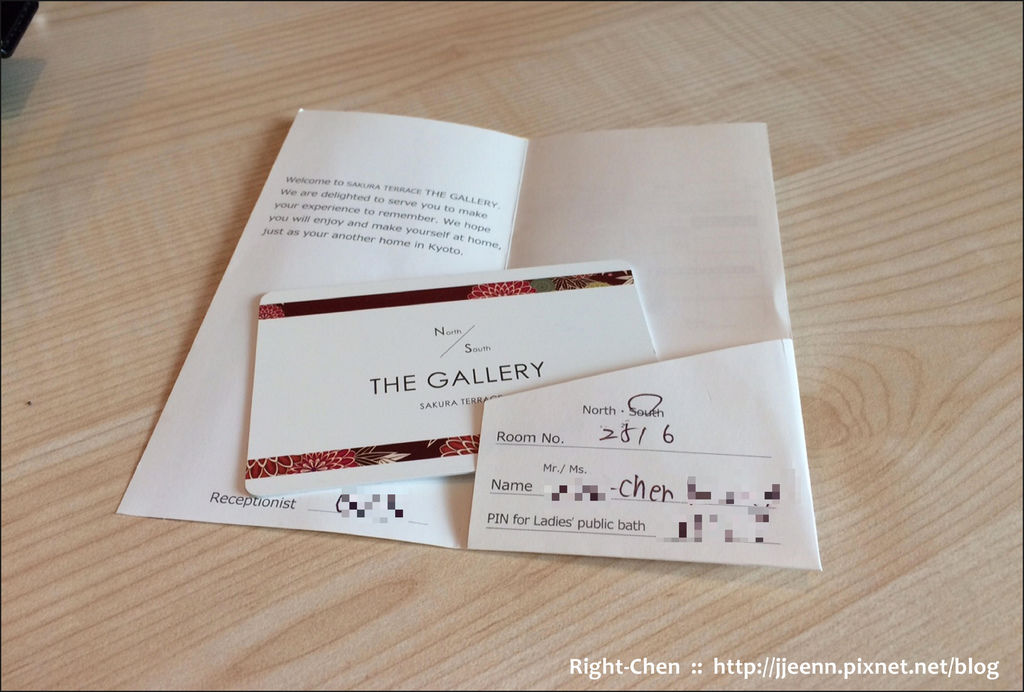 Welcome to SAKURA TERRACE THE GALLERY.
We are delighted to serve you to make
your experience to remember. We hope
you will enjoy and make yourself at home,
just as your another home in Kyoto.
North
South
THE GALLERY
SAKURA TERRACE
Receptionist
North · South
Room No. 2816
Mr./ Ms.
Name -Chen
PIN for Ladies' public bath
Right-Chen :: http://jjeenn.pixnet.net/blog